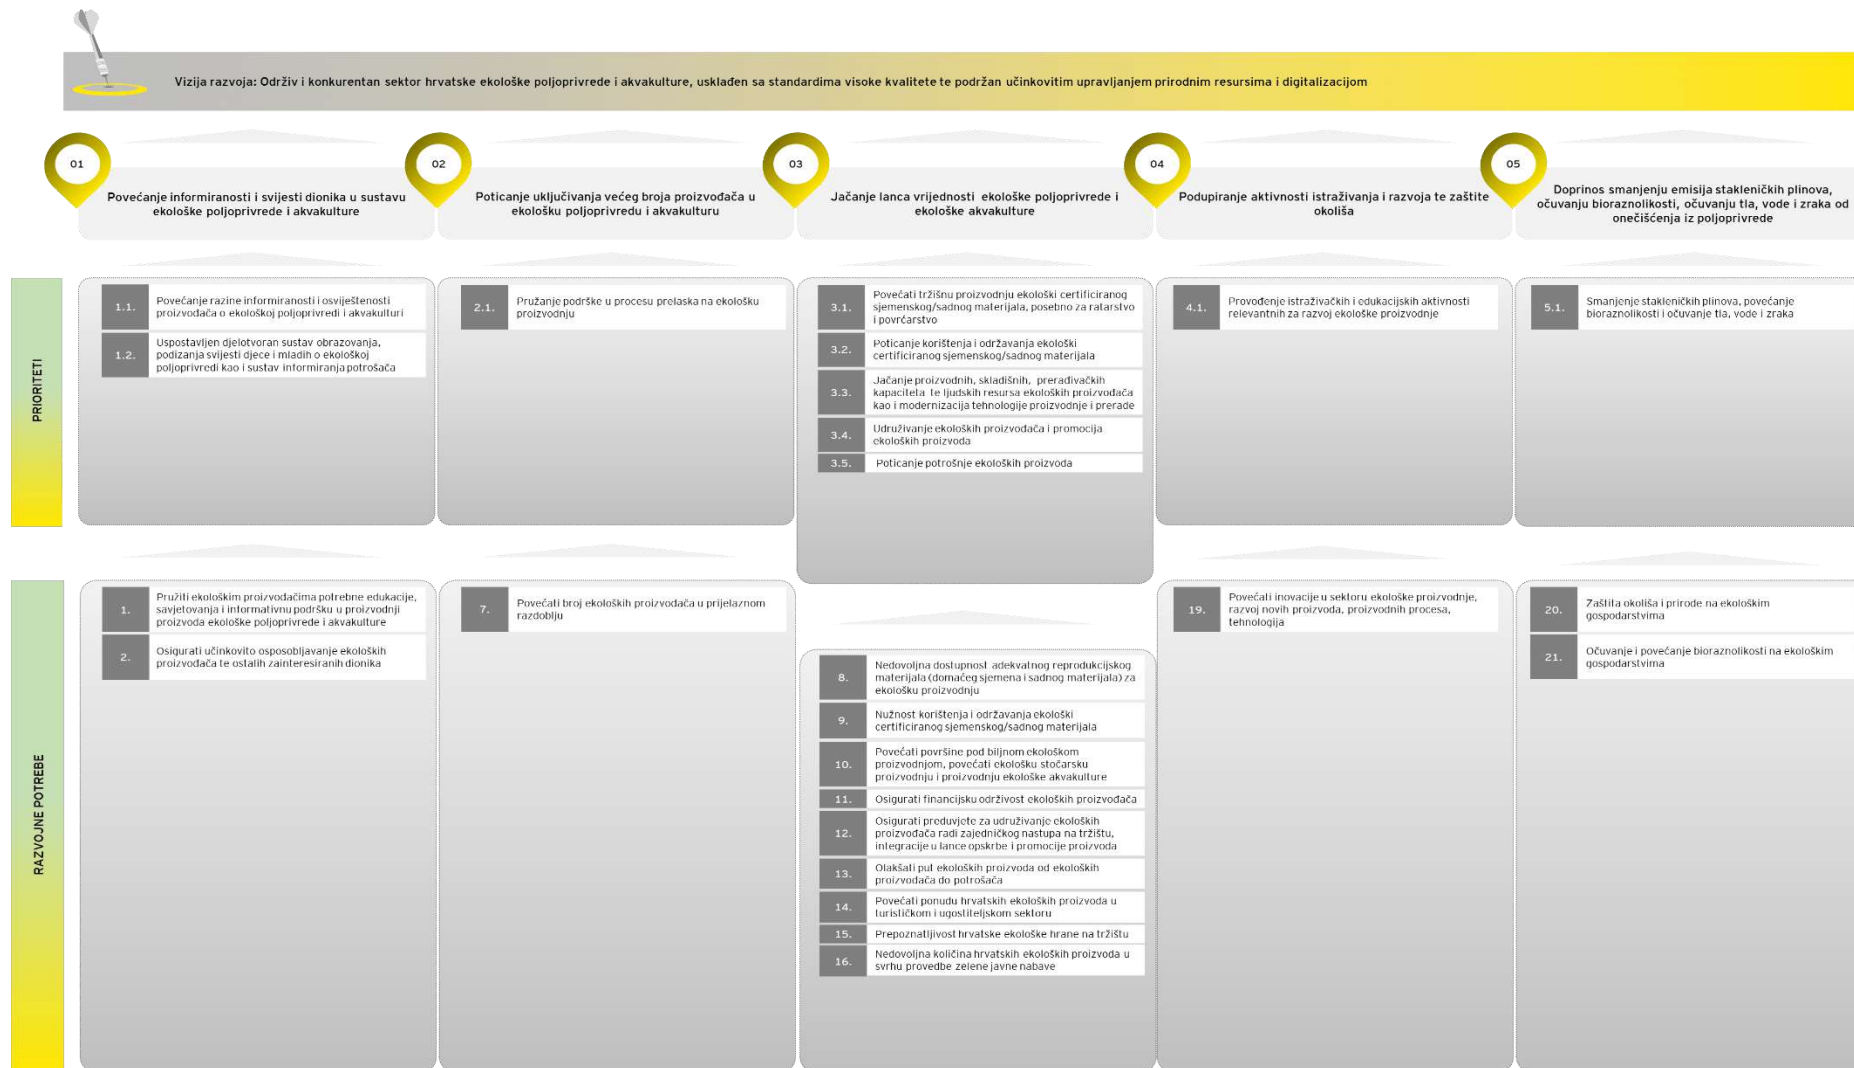 Vizija razvoja: Održiv i konkurentan sektor hrvatske ekološke poljoprivrede i akvakulture, usklađen sa standardima visoke kvalitete te podržan učinkovitim upravljanjem prirodnim resursima i digitalizacijom
01
Povećanje informiranosti i svijesti dionika u sustavu
ekološke poljoprivrede i akvakulture
02
Poticanje uključivanja većeg broja proizvođača u
ekološku poljoprivredu i akvakulturu
03
Jačanje lanca vrijednosti ekološke poljoprivrede i
ekološke akvakulture
04
Podupiranje aktivnosti istraživanja i razvoja te zaštite
okoliša
05
Doprinos smanjenju emisija stakleničkih plinova,
očuvanju bioraznolikosti, očuvanju tla, vode i zraka od
onečišćenja iz poljoprivrede
PRIORITETI
1.1.
Povećanje razine informiranosti i osviještenosti
proizvođača o ekološkoj poljoprivredi i akvakulturi
1.2.
Uspostavljen djelotvoran sustav obrazovanja,
podizanja svijesti djece i mladih o ekološkoj
poljoprivredi kao i sustav informiranja potrošača
2.1.
Pružanje podrške u procesu prelaska na ekološku
proizvodnju
3.1.
Povećati tržišnu proizvodnju ekološki certificiranog
sjemenskog/sadnog materijala, posebno za ratarstvo
i povrćarstvo
3.2.
Poticanje korištenja i održavanja ekološki
certificiranog sjemenskog/sadnog materijala
3.3.
Jačanje proizvodnih, skladišnih, prerađivačkih
kapaciteta te ljudskih resursa ekoloških proizvođača
kao i modernizacija tehnologije proizvodnje i prerade
3.4.
Udruživanje ekoloških proizvođača i promocija
ekoloških proizvoda
3.5.
Poticanje potrošnje ekoloških proizvoda
4.1.
Provođenje istraživačkih i edukacijskih aktivnosti
relevantnih za razvoj ekološke proizvodnje
5.1.
Smanjenje stakleničkih plinova, povećanje
bioraznolikosti i očuvanje tla, vode i zraka
RAZVOJNE POTREBE
1.
Pružiti ekološkim proizvođačima potrebne edukacije,
savjetovanja i informativnu podršku u proizvodnji
proizvoda ekološke poljoprivrede i akvakulture
2.
Osigurati učinkovito osposobljavanje ekoloških
proizvođača te ostalih zainteresiranih dionika
7.
Povećati broj ekoloških proizvođača u prijelaznom
razdoblju
8.
Nedovoljna dostupnost adekvatnog reprodukcijskog
materijala (domaćeg sjemena i sadnog materijala) za
ekološku proizvodnju
9.
Nužnost korištenja i održavanja ekološki
certificiranog sjemenskog/sadnog materijala
10.
Povećati površine pod biljnom ekološkom
proizvodnjom, povećati ekološku stočarsku
proizvodnju i proizvodnju ekološke akvakulture
11.
Osigurati financijsku održivost ekoloških proizvođača
12.
Osigurati preduvjete za udruživanje ekoloških
proizvođača radi zajedničkog nastupa na tržištu,
integracije u lance opskrbe i promocije proizvoda
13.
Olakšati put ekoloških proizvoda od ekoloških
proizvođača do potrošača
14.
Povećati ponudu hrvatskih ekoloških proizvoda u
turističkom i ugostiteljskom sektoru
15.
Prepoznatljivost hrvatske ekološke hrane na tržištu
16.
Nedovoljna količina hrvatskih ekoloških proizvoda u
svrhu provedbe zelene javne nabave
19.
Povećati inovacije u sektoru ekološke proizvodnje,
razvoj novih proizvoda, proizvodnih procesa,
tehnologija
20.
Zaštita okoliša i prirode na ekološkim
gospodarstvima
21.
Očuvanje i povećanje bioraznolikosti na ekološkim
gospodarstvima